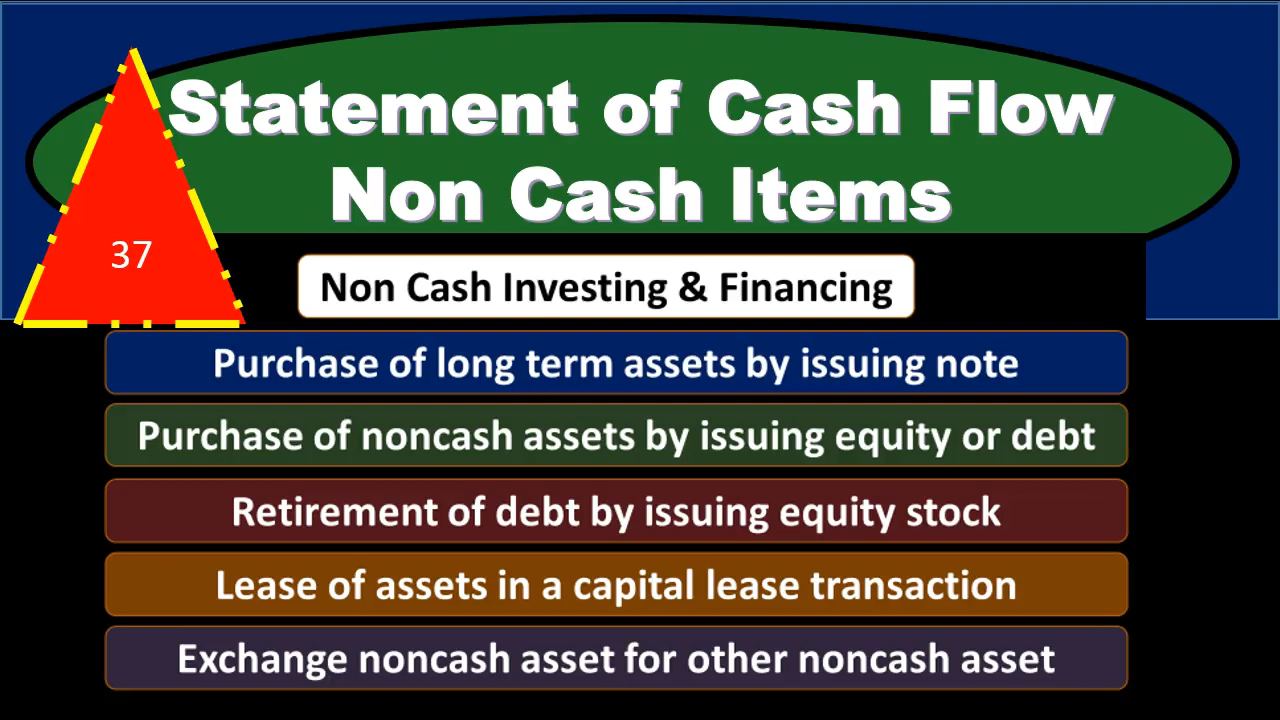 Statement of Cash Flow
Non Cash Items
37
Non Cash Investing & Financing
Purchase of long term assets by issuing note
Purchase of noncash assets by issuing equity or debt
Retirement of debt by issuing equity stock
Lease of assets in a capital lease transaction
Exchange noncash asset for other noncash asset